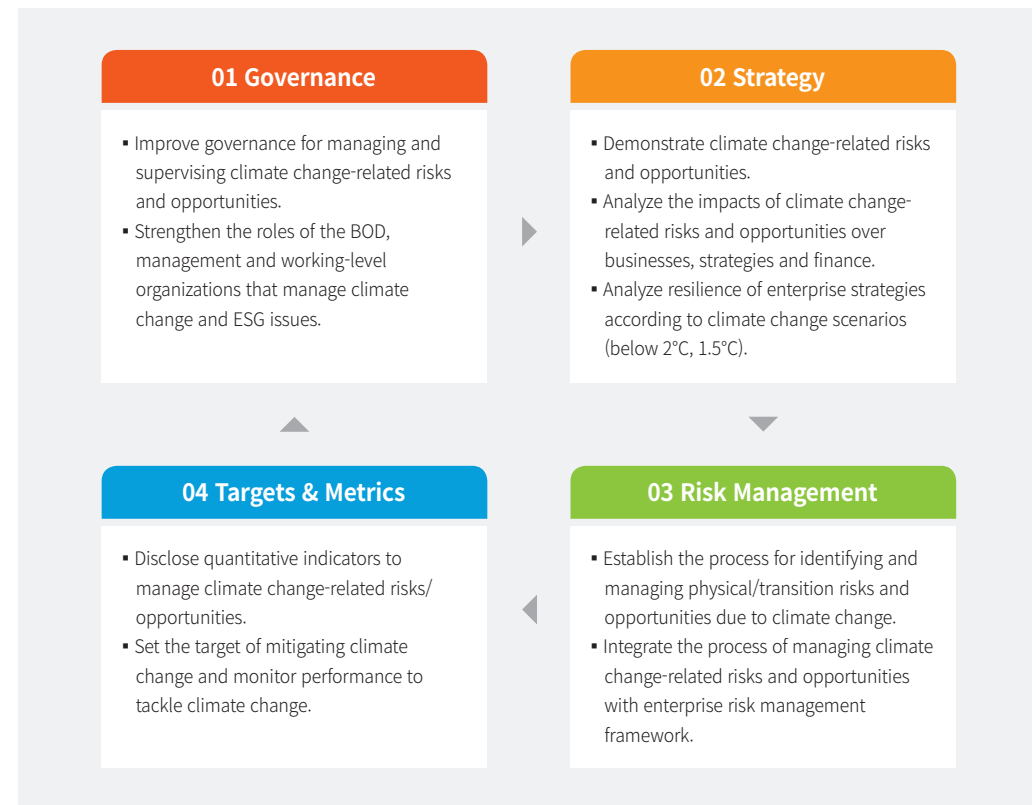 01 Governance
▪ Improve governance for managing and
supervising climate change-related risks
and opportunities.
▪ Strengthen the roles of the BOD,
management and working-level
organizations that manage climate
change and ESG issues.
02 Strategy
▪ Demonstrate climate change-related risks
and opportunities.
▪ Analyze the impacts of climate change-
related risks and opportunities over
businesses, strategies and finance.
▪ Analyze resilience of enterprise strategies
according to climate change scenarios
(below 2°C, 1.5°C).
03 Risk Management
▪ Establish the process for identifying and
managing physical/transition risks and
opportunities due to climate change.
▪ Integrate the process of managing climate
change-related risks and opportunities
with enterprise risk management
framework.
04 Targets & Metrics
▪ Disclose quantitative indicators to
manage climate change-related risks/
opportunities.
▪ Set the target of mitigating climate
change and monitor performance to
tackle climate change.